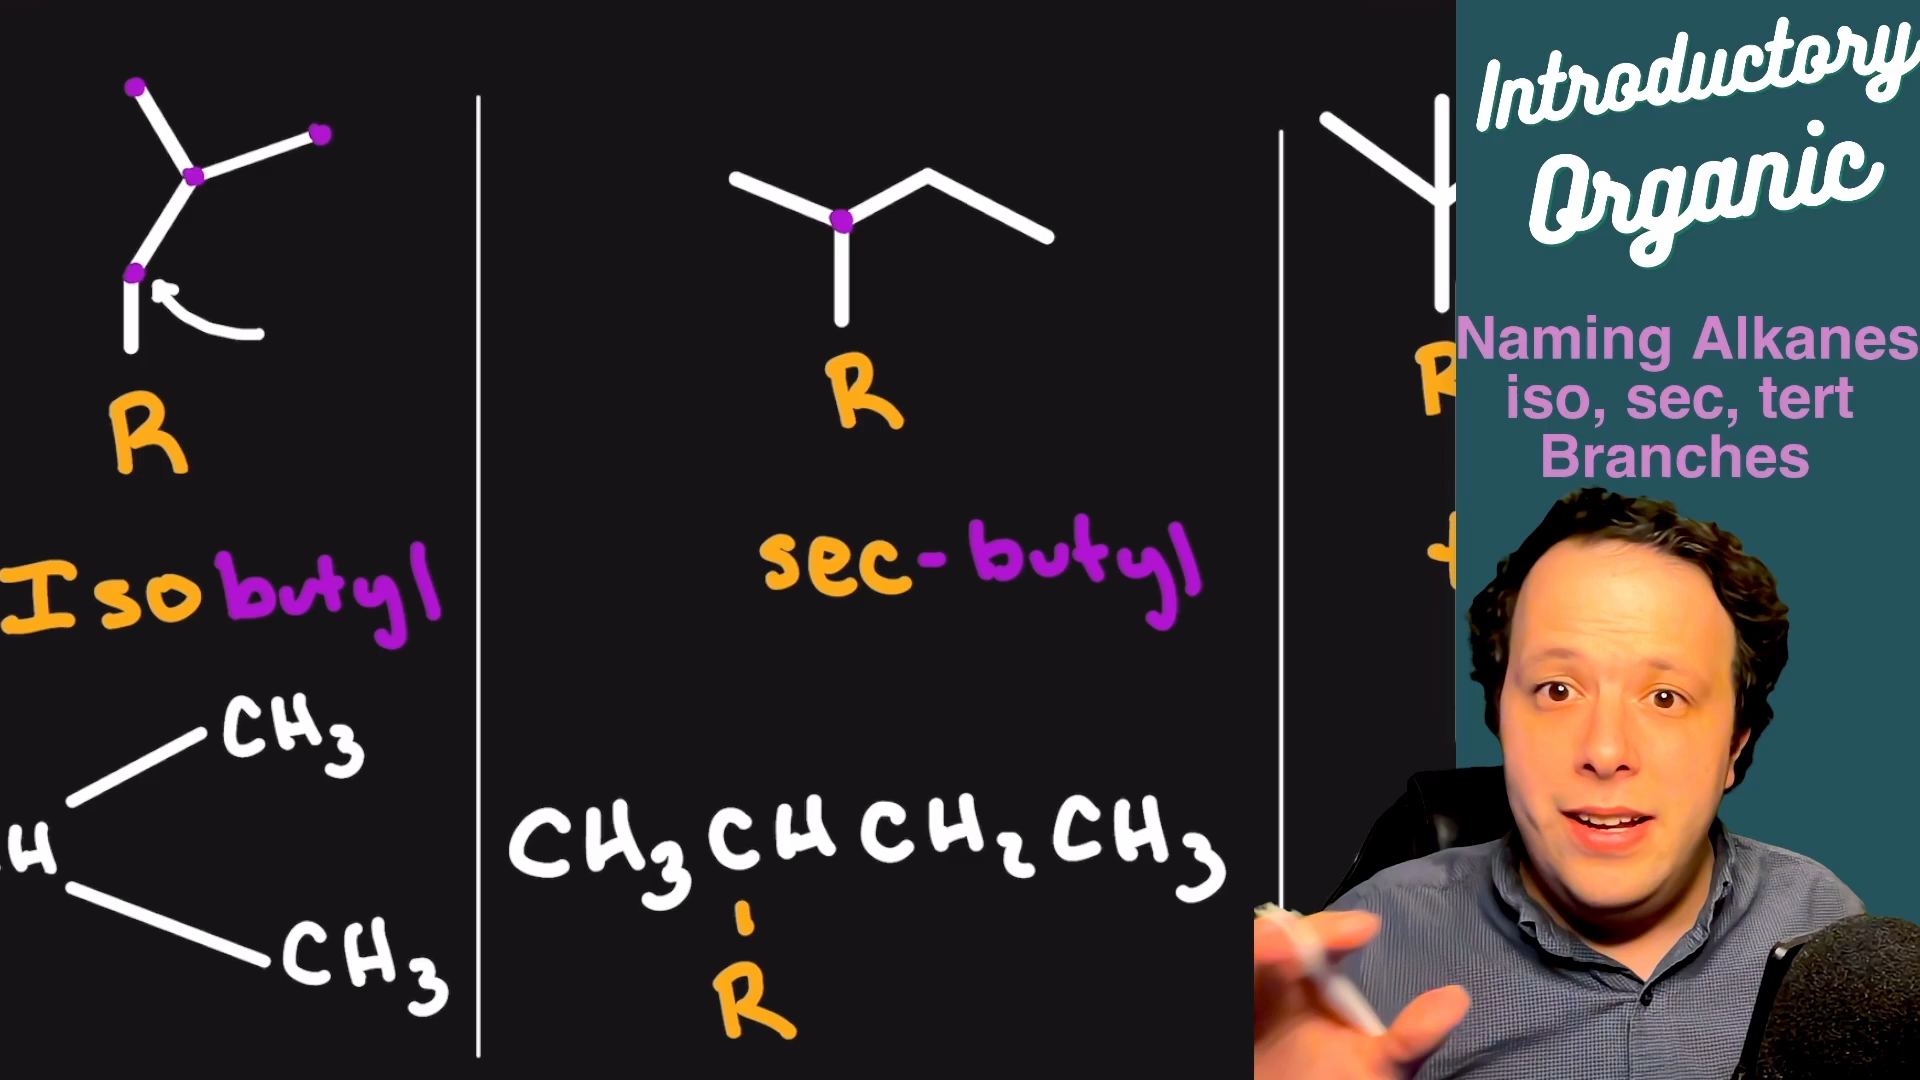 R
Isobutyl
CH3
H
CH3
R
sec-butyl
CH3CHCH2CH3
R
R
t
Introductory
Organic
Naming Alkanes
iso, sec, tert
Branches